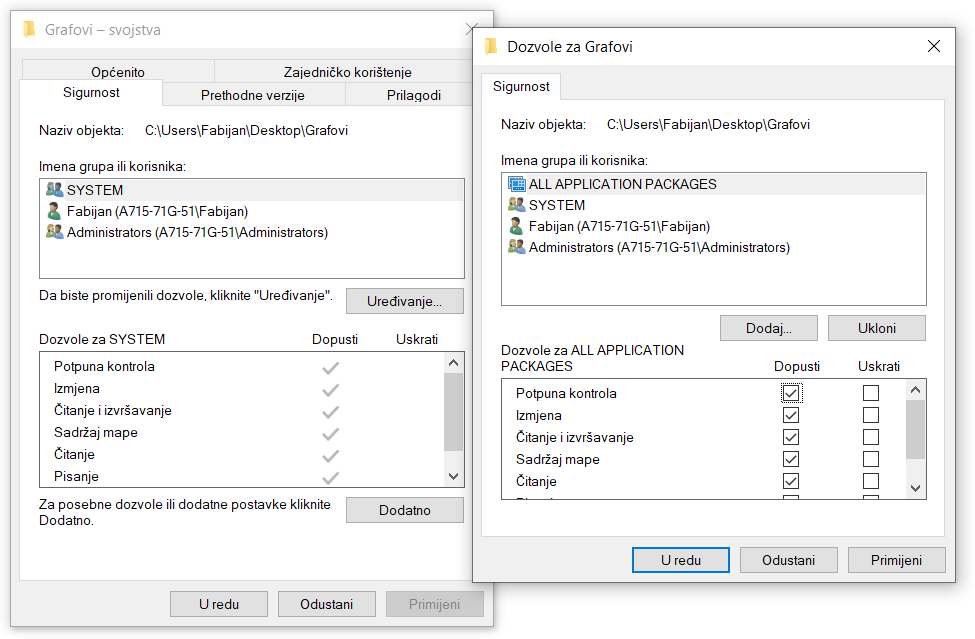 Grafovi – svojstva
Općenito
Zajedničko korištenje
Sigurnost
Prethodne verzije
Prilagodi
Naziv objekta:
C:\Users\Fabijan\Desktop\Grafovi
Imena grupa ili korisnika:
SYSTEM
Fabijan (A715-71G-51\Fabijan)
Administrators (A715-71G-51\Administrators)
Da biste promijenili dozvole, kliknite "Uređivanje".
Uređivanje...
Dozvole za SYSTEM
Dopusti
Uskrati
Potpuna kontrola
Izmjena
Čitanje i izvršavanje
Sadržaj mape
Čitanje
Pisanje
Za posebne dozvole ili dodatne postavke kliknite
Dodatno.
Dodatno
U redu
Odustani
Primijeni
Dozvole za Grafovi
Sigurnost
Naziv objekta:
C:\Users\Fabijan\Desktop\Grafovi
Imena grupa ili korisnika:
ALL APPLICATION PACKAGES
SYSTEM
Fabijan (A715-71G-51\Fabijan)
Administrators (A715-71G-51\Administrators)
Dodaj...
Ukloni
Dozvole za ALL APPLICATION
PACKAGES
Dopusti
Uskrati
Potpuna kontrola
Izmjena
Čitanje i izvršavanje
Sadržaj mape
Čitanje
U redu
Odustani
Primijeni